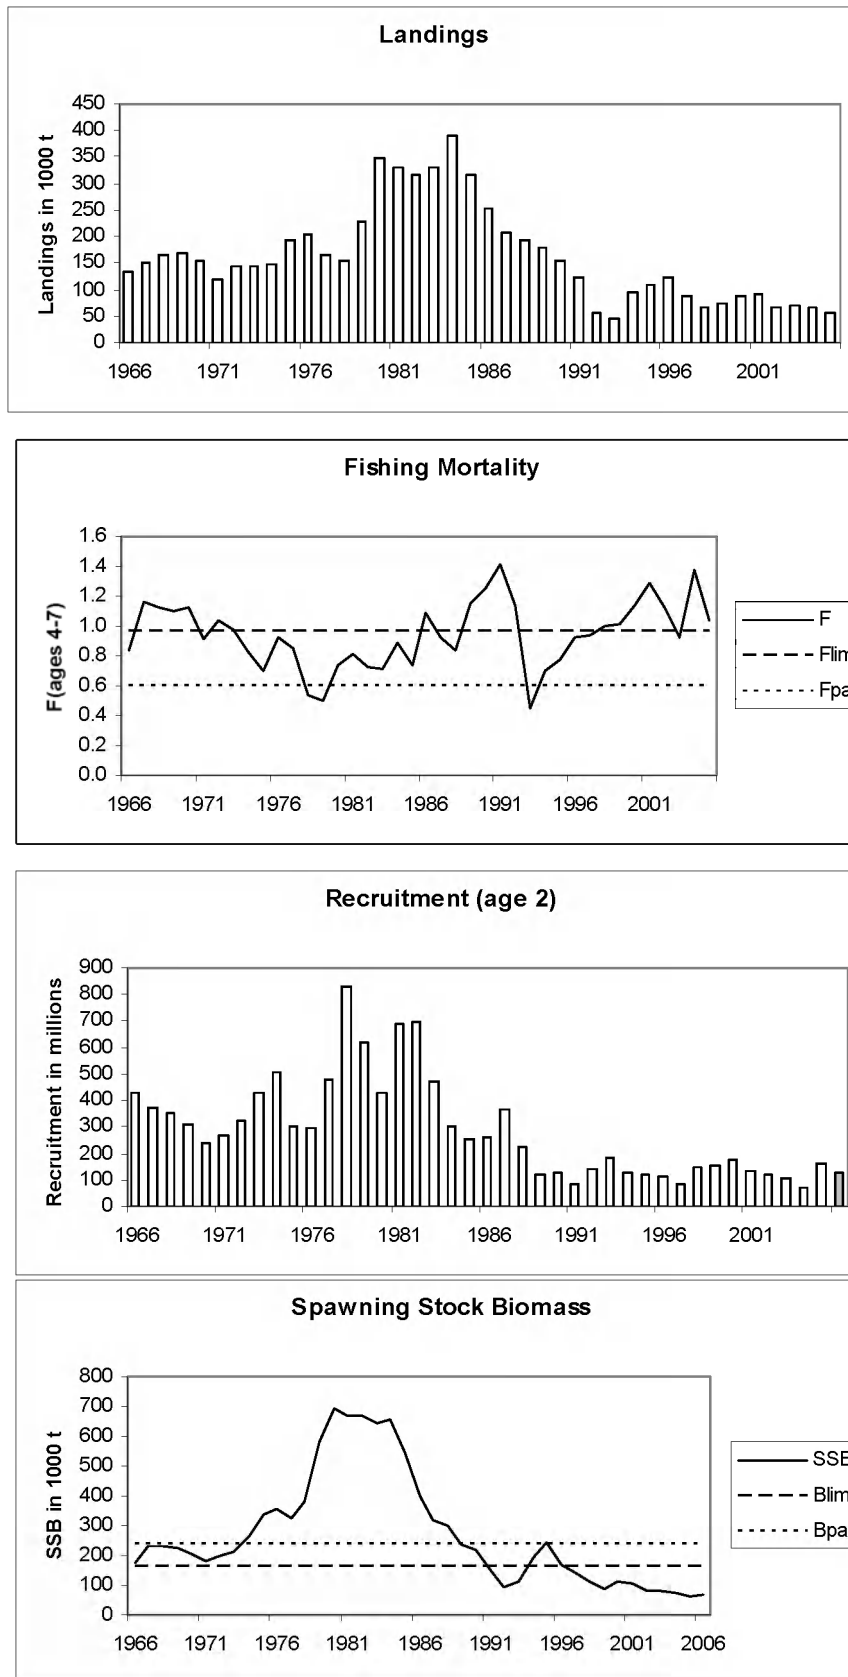 Landings
Landings in 1000 t
450
400
350
300
250
200
150
100
50
0
1966 1971 1976 1981 1986 1991 1996 2001
Fishing Mortality
F(ages 4-7)
1.6
1.4
1.2
1.0
0.8
0.6
0.4
0.2
0.0
1966 1971 1976 1981 1986 1991 1996 2001
F
Flim
Fpa
Recruitment (age 2)
Recruitment in millions
900
800
700
600
500
400
300
200
100
0
1966 1971 1976 1981 1986 1991 1996 2001
Spawning Stock Biomass
SSB in 1000 t
800
700
600
500
400
300
200
100
0
1966 1971 1976 1981 1986 1991 1996 2001 2006
SSB
Blim
Bpa